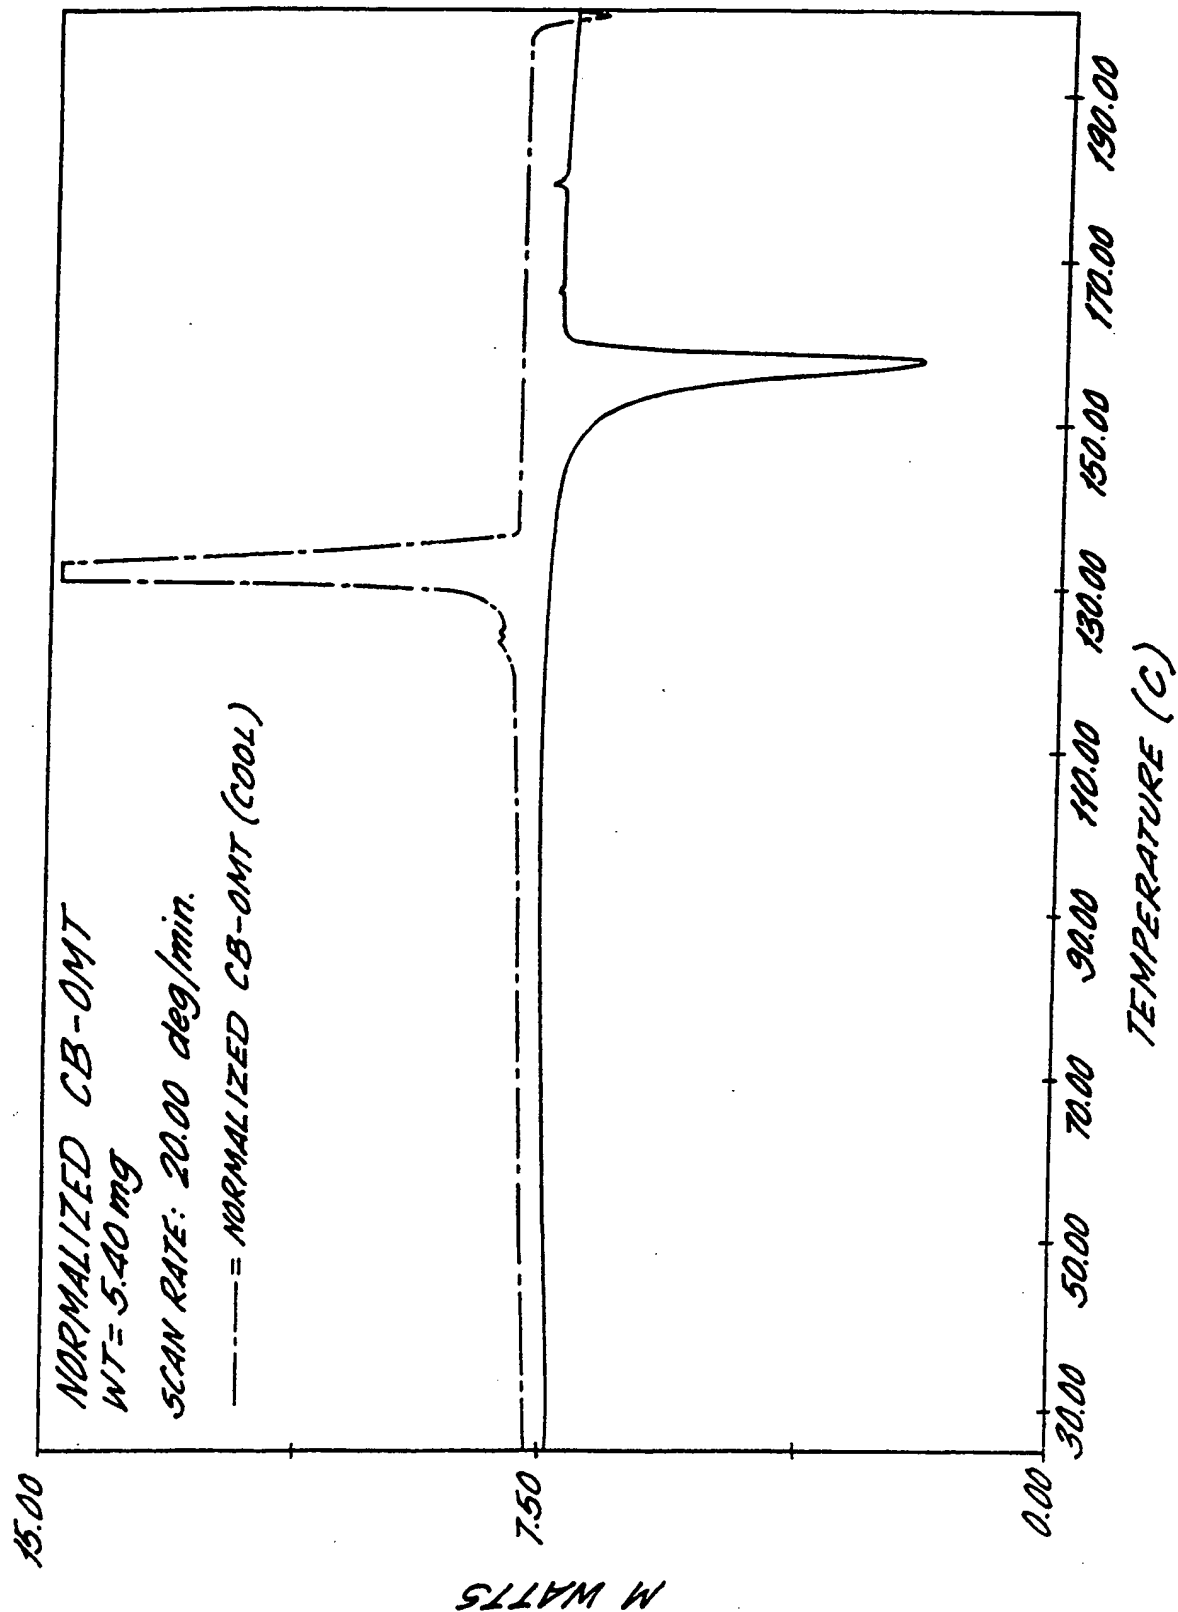 NORMALIZED CB-OMT
WT=5.40 mg
SCAN RATE: 20.00 deg/min.
= NORMALIZED CB-OMT (COOL)
15.00
7.50
0.00
M WATTS
30.00
50.00
70.00
90.00
110.00
130.00
150.00
170.00
190.00
TEMPERATURE (C)